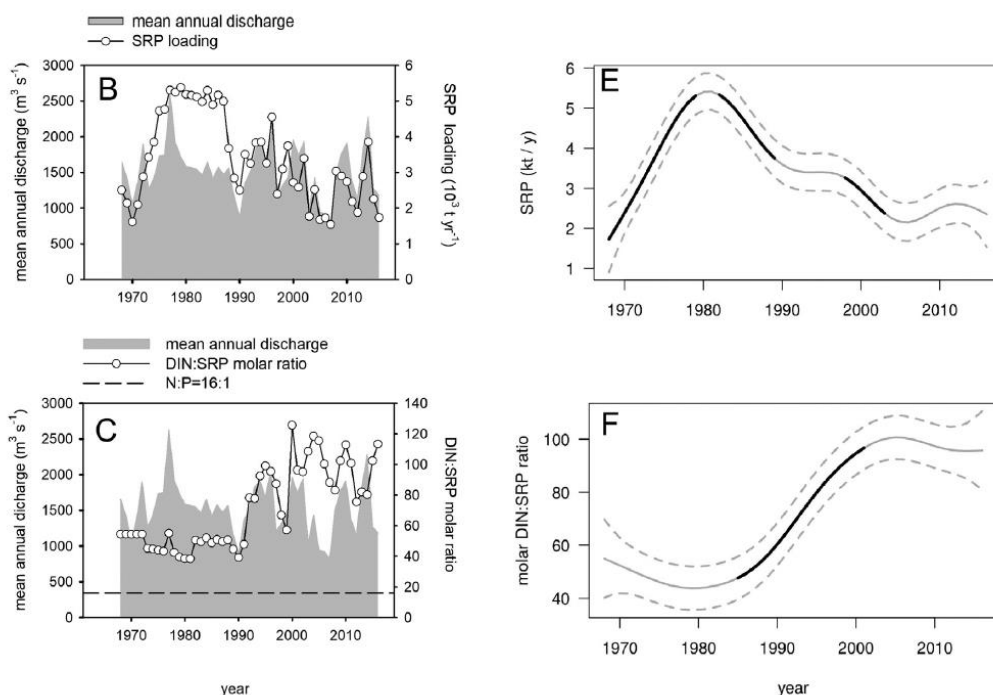 mean annual discharge
SRP loading
B
mean annual discharge (m³ s⁻¹)
3000
2500
2000
1500
1000
500
0
6
5
4
3
2
1
0
SRP loading (10³ t yr⁻¹)
1970 1980 1990 2000 2010
E
SRP (kt / y)
6
5
4
3
2
1
1970 1980 1990 2000 2010
mean annual discharge
DIN:SRP molar ratio
N:P=16:1
C
mean annual discharge (m³ s⁻¹)
3000
2500
2000
1500
1000
500
0
140
120
100
80
60
40
20
0
DIN:SRP molar ratio
1970 1980 1990 2000 2010
year
F
molar DIN:SRP ratio
100
80
60
40
1970 1980 1990 2000 2010
year